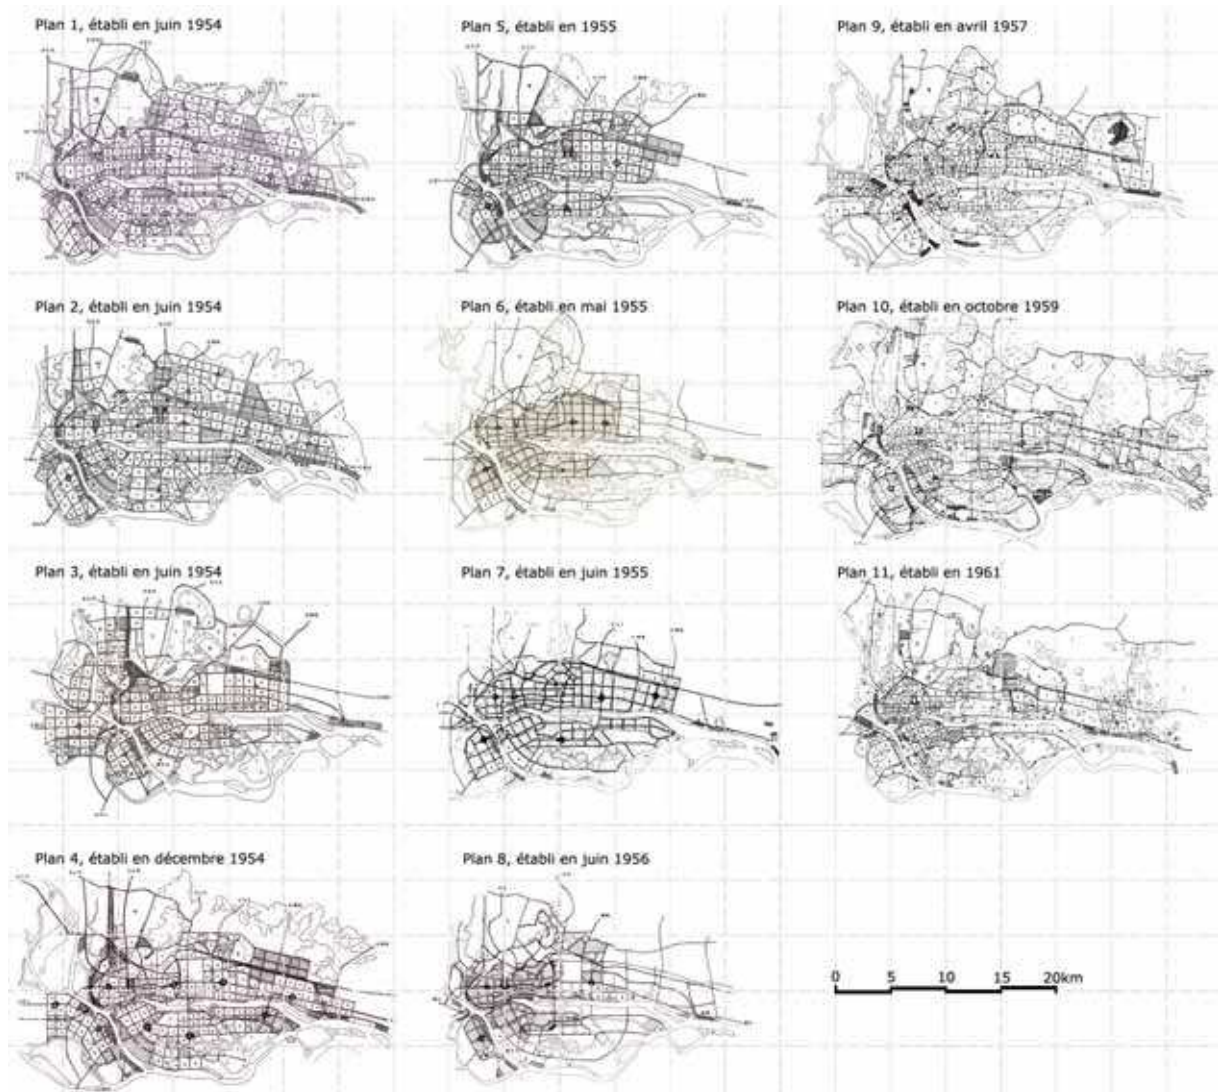 Plan 1, établi en juin 1954
Plan 5, établi en 1955
Plan 9, établi en avril 1957
Plan 2, établi en juin 1954
Plan 6, établi en mai 1955
Plan 10, établi en octobre 1959
Plan 3, établi en juin 1954
Plan 7, établi en juin 1955
Plan 11, établi en 1961
Plan 4, établi en décembre 1954
Plan 8, établi en juin 1956
0 5 10 15 20km